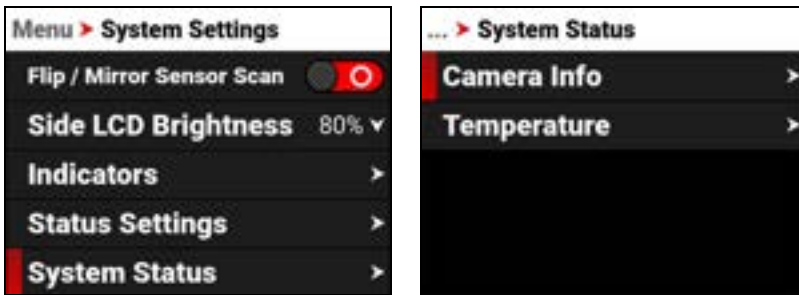 Menu > System Settings
Flip / Mirror Sensor Scan
Side LCD Brightness 80%
Indicators
Status Settings
System Status
... > System Status
Camera Info
Temperature